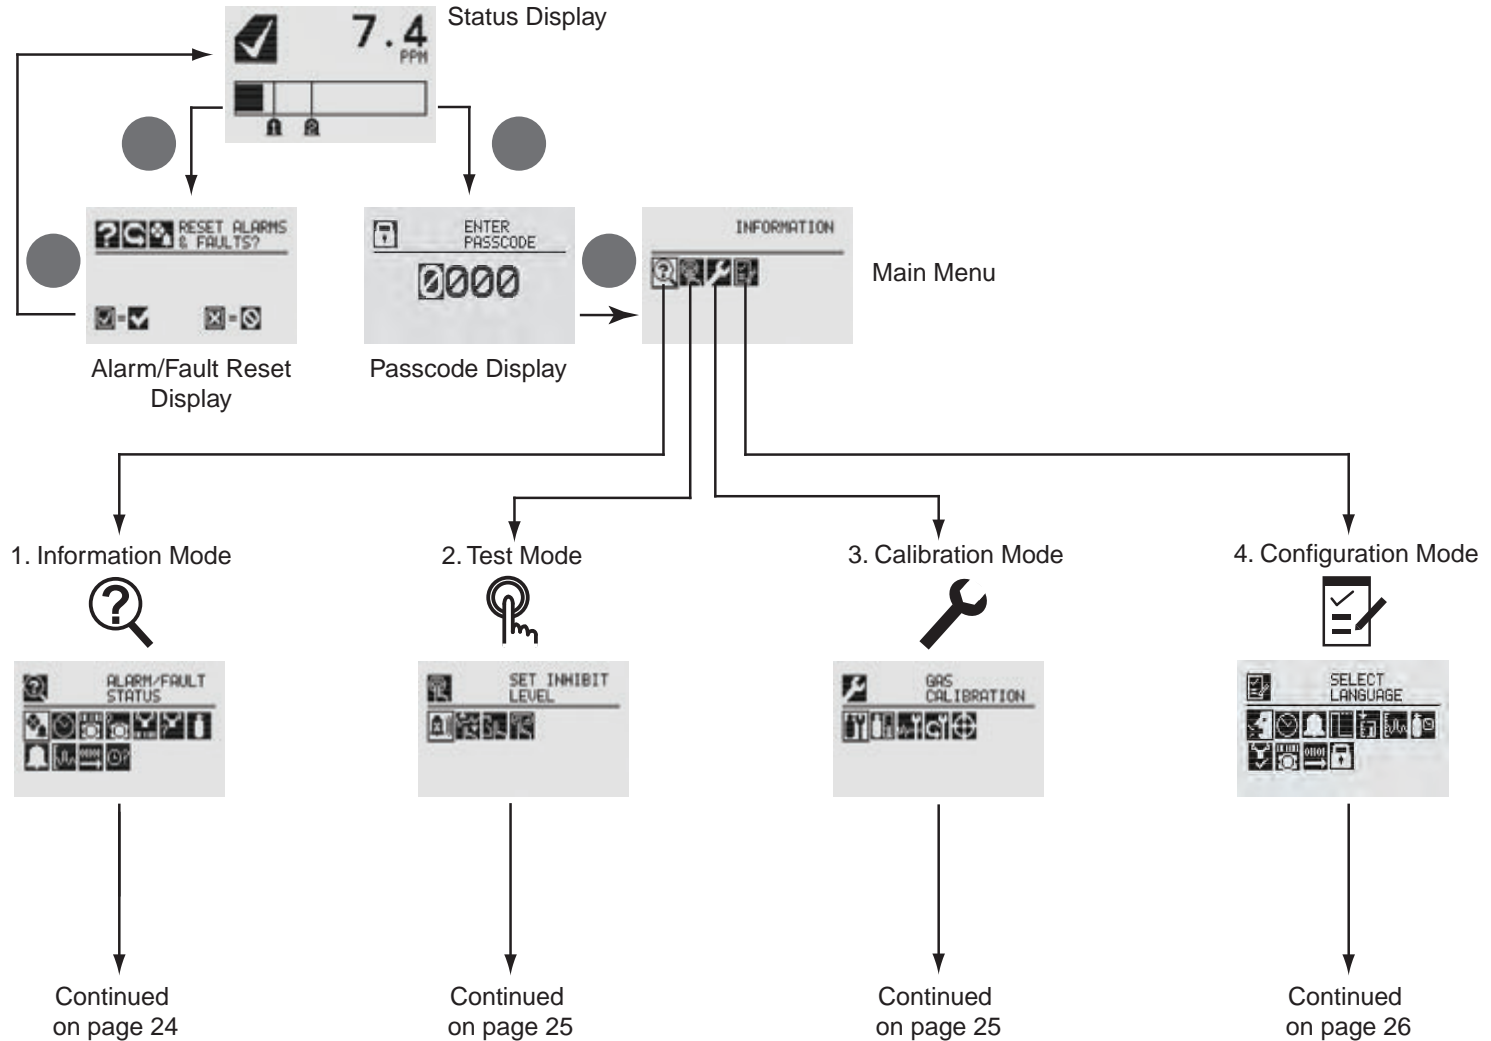 Status Display
7.4
PPM
1 2
RESET ALARMS
& FAULTS?
ENTER
PASSCODE
0000
INFORMATION
Main Menu
Alarm/Fault Reset
Display
Passcode Display
1. Information Mode
2. Test Mode
3. Calibration Mode
4. Configuration Mode
ALARM/FAULT
STATUS
SET INHIBIT
LEVEL
GAS
CALIBRATION
SELECT
LANGUAGE
Continued
on page 24
Continued
on page 25
Continued
on page 25
Continued
on page 26